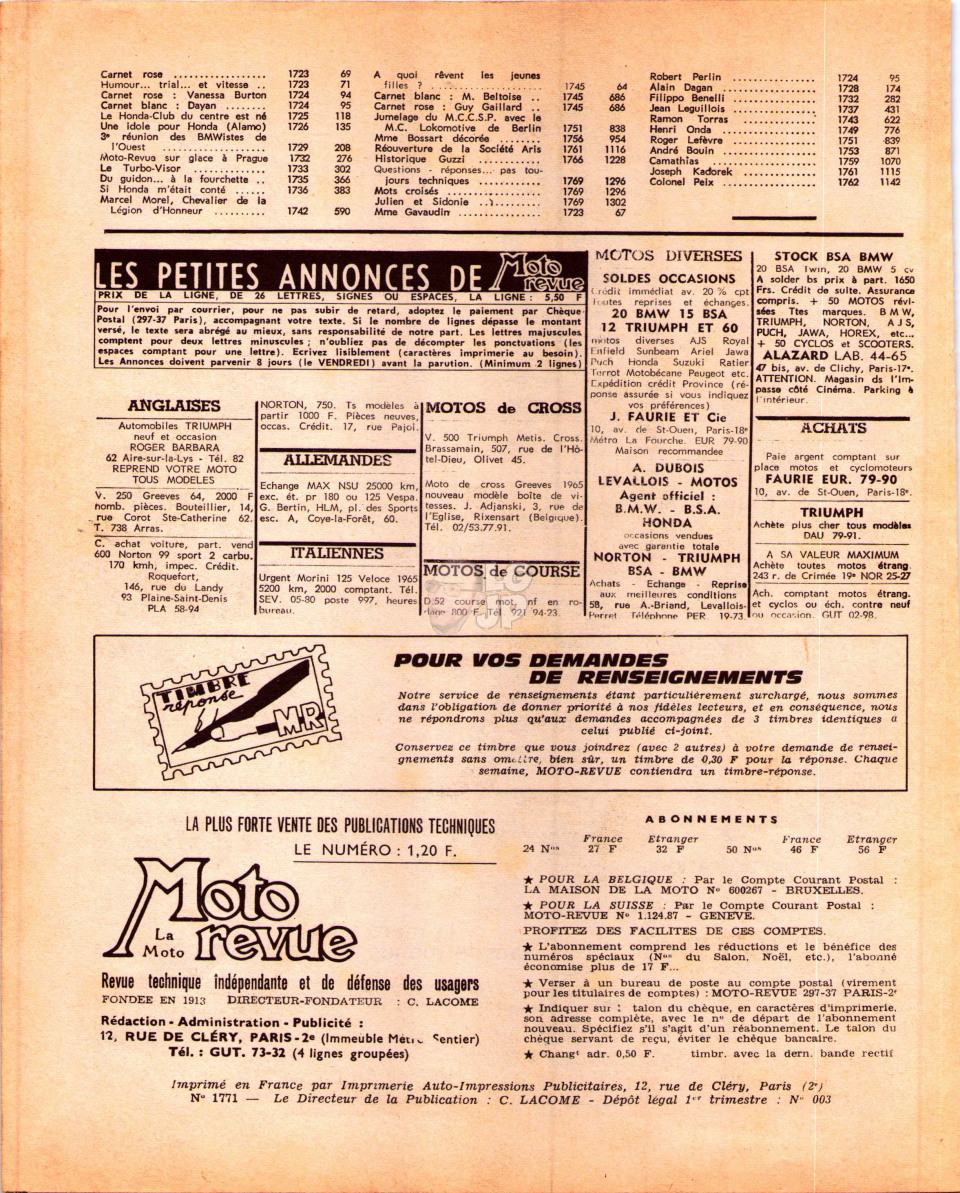 Carnet rose ................. 1723 69
Humour... trial... et vitesse .. 1723 71
Carnet rose : Vanessa Burton 1724 94
Carnet blanc : Dayan ........ 1724 95
Le Honda-Club du centre est né 1725 118
Une idole pour Honda (Alamo) 1726 135
3e réunion des BMWistes de
l'Ouest ................... 1729 208
Moto-Revue sur glace à Prague 1732 276
Le Turbo-Visor .............. 1733 302
Du guidon... à la fourchette .. 1735 366
Si Honda m'était conté ...... 1736 383
Marcel Morel, Chevalier de la
Légion d'Honneur .......... 1742 590
A quoi rêvent les jeunes
filles ? .................... 1745 64
Carnet blanc : M. Beltoise .. 1745 686
Carnet rose : Guy Gaillard .. 1745 686
Jumelage du M.C.C.S.P. avec le
M.C. Lokomotive de Berlin 1751 838
Mme Bossart décorée ........ 1756 954
Réouverture de la Société Aris 1761 1116
Historique Guzzi ............ 1766 1228
Questions - réponses... pas tou-
jours techniques ............ 1769 1296
Mots croisés ................ 1769 1296
Julien et Sidonie ............ 1769 1302
Mme Gavaudin ............... 1723 67
Robert Perlin ............... 1724 95
Alain Dagan ................. 1728 174
Filippo Benelli .............. 1732 282
Jean Leguillois .............. 1737 431
Ramon Torras ............... 1743 622
Henri Onda ................. 1749 776
Roger Lefèvre ............... 1751 839
André Bouin ................ 1753 871
Camathias .................. 1759 1070
Joseph Kadorek ............. 1761 1115
Colonel Peix ................ 1762 1142
LES PETITES ANNONCES DE Moto revue
PRIX DE LA LIGNE, DE 26 LETTRES, SIGNES OU ESPACES, LA LIGNE : 5,50 F
Pour l'envoi par courrier, pour ne pas subir de retard, adoptez le paiement par Chèque
Postal (297-37 Paris), accompagnant votre texte. Si le nombre de lignes dépasse le montant
versé, le texte sera abrégé au mieux, sans responsabilité de notre part. Les lettres majuscules
comptent pour deux lettres minuscules ; n'oubliez pas de décompter les ponctuations (les
espaces comptant pour une lettre). Ecrivez lisiblement (caractères imprimerie au besoin).
Les Annonces doivent parvenir 8 jours (le VENDREDI) avant la parution. (Minimum 2 lignes)
ANGLAISES
Automobiles TRIUMPH
neuf et occasion
ROGER BARBARA
62 Aire-sur-la-Lys - Tél. 82
REPREND VOTRE MOTO
TOUS MODELES
V. 250 Greeves 64, 2000 F
nomb. pièces. Bouteillier, 14,
rue Corot Ste-Catherine 62.
T. 738 Arras.
C. achat voiture, part. vend
600 Norton 99 sport 2 carbu.
170 kmh, impec. Crédit.
Roquefort,
146, rue du Landy
93 Plaine-Saint-Denis
PLA 58-94
NORTON, 750. Ts modèles à
partir 1000 F. Pièces neuves,
occas. Crédit. 17, rue Pajol.
ALLEMANDES
Echange MAX NSU 25000 km,
exc. ét. pr 180 ou 125 Vespa.
G. Bertin, HLM, pl. des Sports
esc. A, Coye-la-Forêt, 60.
ITALIENNES
Urgent Morini 125 Veloce 1965
5200 km, 2000 comptant. Tél.
SEV. 05-80 poste 997, heures
bureau.
MOTOS de CROSS
V. 500 Triumph Metis. Cross.
Brassamain, 507, rue de l'Hô-
tel-Dieu, Olivet 45.
Moto de cross Greeves 1965
nouveau modèle boîte de vi-
tesses. J. Adjanski, 3, rue de
l'Eglise, Rixensart (Belgique).
Tél. 02/53.77.91.
MOTOS de COURSE
D.52 course mot. nf en ro-
dage 800 F. Tél. 921 94-23.
MOTOS DIVERSES
SOLDES OCCASIONS
Crédit immédiat av. 20 % cpt
Toutes reprises et échanges.
20 BMW 15 BSA
12 TRIUMPH ET 60
motos diverses AJS Royal
Enfield Sunbeam Ariel Jawa
Puch Honda Suzuki Ratier
Terrot Motobécane Peugeot etc.
Expédition crédit Province (ré-
ponse assurée si vous indiquez
vos préférences)
J. FAURIE ET Cie
10, av. de St-Ouen, Paris-18e
Métro La Fourche. EUR 79-90
Maison recommandée
A. DUBOIS
LEVALLOIS - MOTOS
Agent officiel :
B.M.W. - B.S.A.
HONDA
occasions vendues
avec garantie totale
NORTON - TRIUMPH
BSA - BMW
Achats - Echange - Reprise
aux meilleures conditions
58, rue A.-Briand, Levallois-
Perret. Téléphone PER. 19-73
STOCK BSA BMW
20 BSA Twin, 20 BMW 5 cv
A solder bs prix à part. 1650
Frs. Crédit de suite. Assurance
compris. + 50 MOTOS révi-
sées Ttes marques. BMW,
TRIUMPH, NORTON, AJS,
PUCH, JAWA, HOREX, etc...
+ 50 CYCLOS et SCOOTERS.
ALAZARD LAB. 44-65
47 bis, av. de Clichy, Paris-17e.
ATTENTION. Magasin ds l'Im-
passe côté Cinéma. Parking à
l'intérieur.
ACHATS
Paie argent comptant sur
place motos et cyclomoteurs
FAURIE EUR. 79-90
10, av. de St-Ouen, Paris-18e.
TRIUMPH
Achète plus cher tous modèles
DAU 79-91.
A SA VALEUR MAXIMUM
Achète toutes motos étrang.
243 r. de Crimée 19e NOR 25-27
Ach. comptant motos étrang.
et cyclos ou éch. contre neuf
ou occasion. GUT 02-98.
TIMBRE
réponse
MR
POUR VOS DEMANDES
DE RENSEIGNEMENTS
Notre service de renseignements étant particulièrement surchargé, nous sommes
dans l'obligation de donner priorité à nos fidèles lecteurs, et en conséquence, nous
ne répondrons plus qu'aux demandes accompagnées de 3 timbres identiques a
celui publié ci-joint.
Conservez ce timbre que vous joindrez (avec 2 autres) à votre demande de rensei-
gnements sans omettre, bien sûr, un timbre de 0,30 F pour la réponse. Chaque
semaine, MOTO-REVUE contiendra un timbre-réponse.
LA PLUS FORTE VENTE DES PUBLICATIONS TECHNIQUES
LE NUMÉRO : 1,20 F.
Moto
La Moto revue
Revue technique indépendante et de défense des usagers
FONDEE EN 1913 DIRECTEUR-FONDATEUR : C. LACOME
Rédaction - Administration - Publicité :
12, RUE DE CLÉRY, PARIS-2e (Immeuble Métro Sentier)
Tél. : GUT. 73-32 (4 lignes groupées)
ABONNEMENTS
France Etranger France Etranger
24 Nos 27 F 32 F 50 Nos 46 F 56 F
★ POUR LA BELGIQUE : Par le Compte Courant Postal :
LA MAISON DE LA MOTO No 600267 - BRUXELLES.
★ POUR LA SUISSE : Par le Compte Courant Postal :
MOTO-REVUE No 1.124.87 - GENEVE.
PROFITEZ DES FACILITES DE CES COMPTES.
★ L'abonnement comprend les réductions et le bénéfice des
numéros spéciaux (Nos du Salon, Noël, etc.), l'abonné
économise plus de 17 F...
★ Verser à un bureau de poste au compte postal (virement
pour les titulaires de comptes) : MOTO-REVUE 297-37 PARIS-2e
★ Indiquer sur talon du chèque, en caractères d'imprimerie,
son adresse complète, avec le no de départ de l'abonnement
nouveau. Spécifiez s'il s'agit d'un réabonnement. Le talon du
chèque servant de reçu, éviter le chèque bancaire.
★ Changt adr. 0,50 F. timbr. avec la dern. bande rectif
Imprimé en France par Imprimerie Auto-Impressions Publicitaires, 12, rue de Cléry, Paris (2e)
No 1771 — Le Directeur de la Publication : C. LACOME - Dépôt légal 1er trimestre : No 003